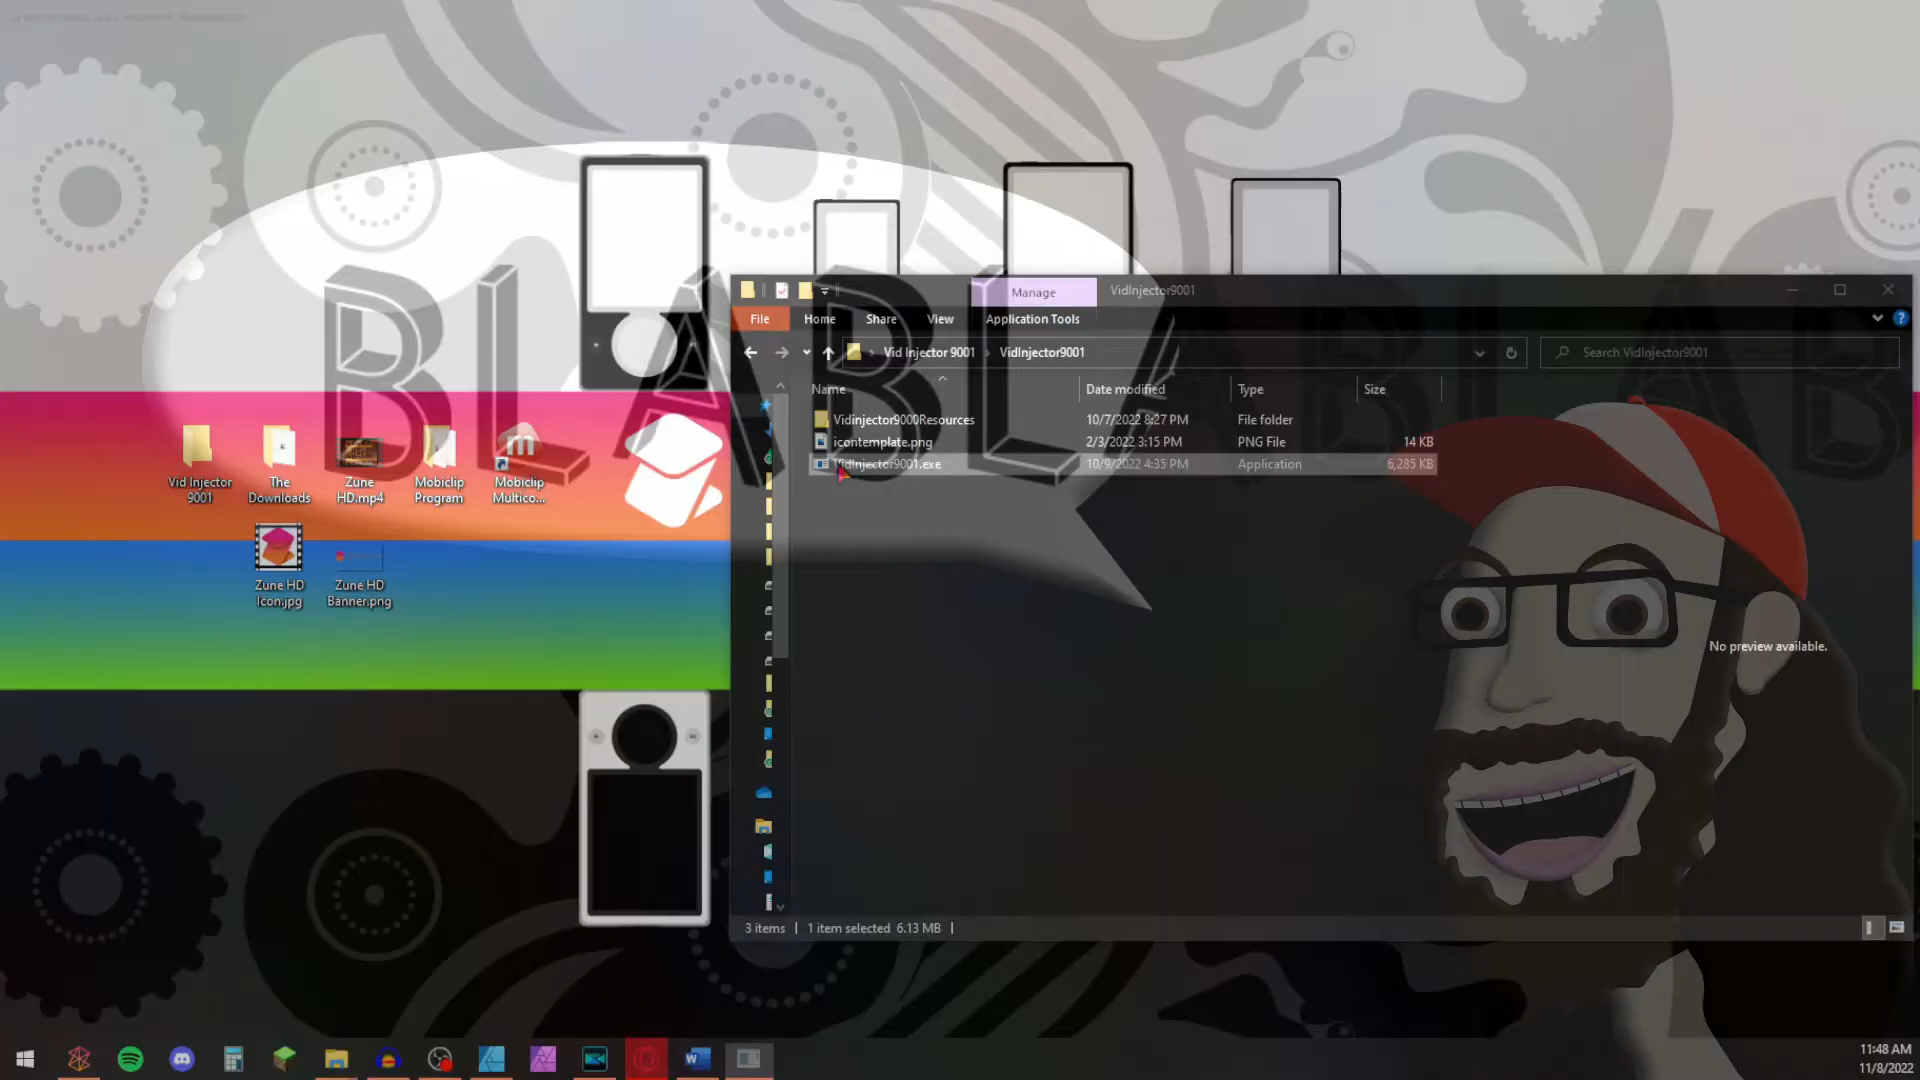 BLABLABLAB
Manage
VidInjector9001
File
Home
Share
View
Application Tools
Vid Injector 9001
VidInjector9001
Search VidInjector9001
Name
Date modified
Type
Size
Vidinjector9000Resources
10/7/2022 8:27 PM
File folder
icontemplate.png
2/3/2022 3:15 PM
PNG File
14 KB
VidInjector9001.exe
10/9/2022 4:35 PM
Application
6,285 KB
Vid Injector
9001
The
Downloads
Zune
HD.mp4
Mobiclip
Program
Mobiclip
Multico...
Zune HD
Icon.jpg
Zune HD
Banner.png
No preview available.
3 items
1 item selected 6.13 MB
11:48 AM
11/8/2022